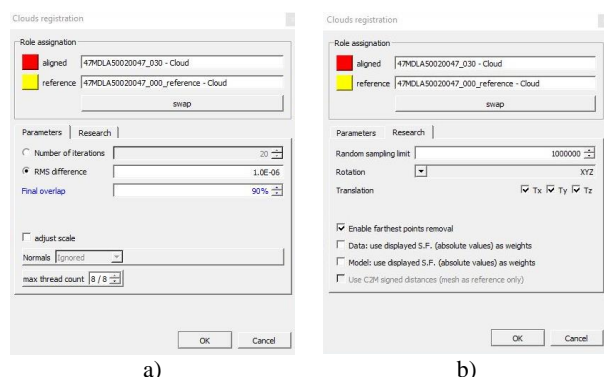 Clouds registration
Role assignation
aligned 47MDLA50020047_030 - Cloud
reference 47MDLA50020047_000_reference - Cloud
swap
Parameters Research
Number of iterations 20
RMS difference 1.0E-06
Final overlap 90%
adjust scale
Normals Ignored
max thread count 8 / 8
OK Cancel
a)
Clouds registration
Role assignation
aligned 47MDLA50020047_030 - Cloud
reference 47MDLA50020047_000_reference - Cloud
swap
Parameters Research
Random sampling limit 1000000
Rotation XYZ
Translation Tx Ty Tz
Enable farthest points removal
Data: use displayed S.F. (absolute values) as weights
Model: use displayed S.F. (absolute values) as weights
Use C2M signed distances (mesh as reference only)
OK Cancel
b)